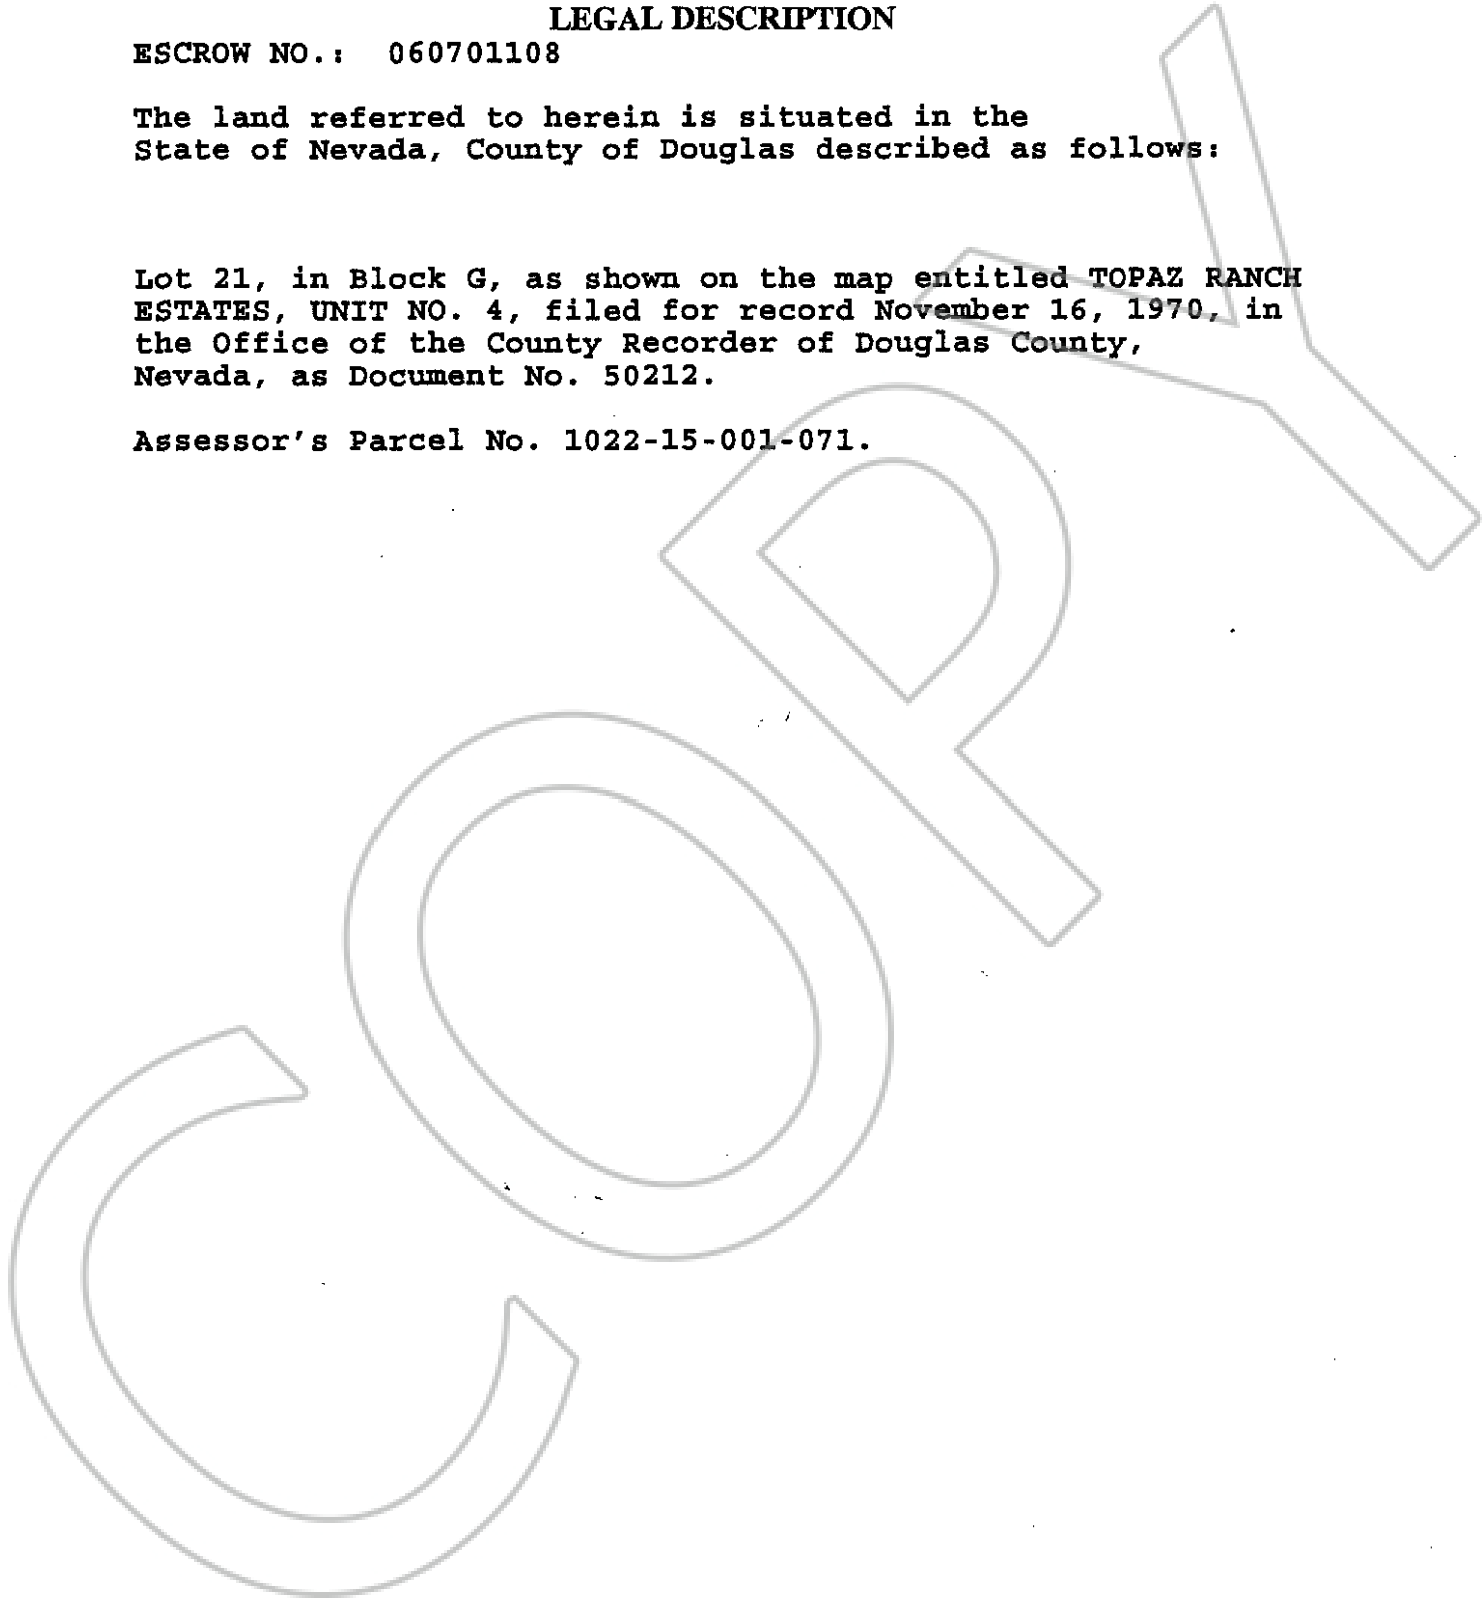 LEGAL DESCRIPTION
ESCROW NO.: 060701108
The land referred to herein is situated in the
State of Nevada, County of Douglas described as follows:
Lot 21, in Block G, as shown on the map entitled TOPAZ RANCH
ESTATES, UNIT NO. 4, filed for record November 16, 1970, in
the Office of the County Recorder of Douglas County,
Nevada, as Document No. 50212.
Assessor's Parcel No. 1022-15-001-071.
COPY